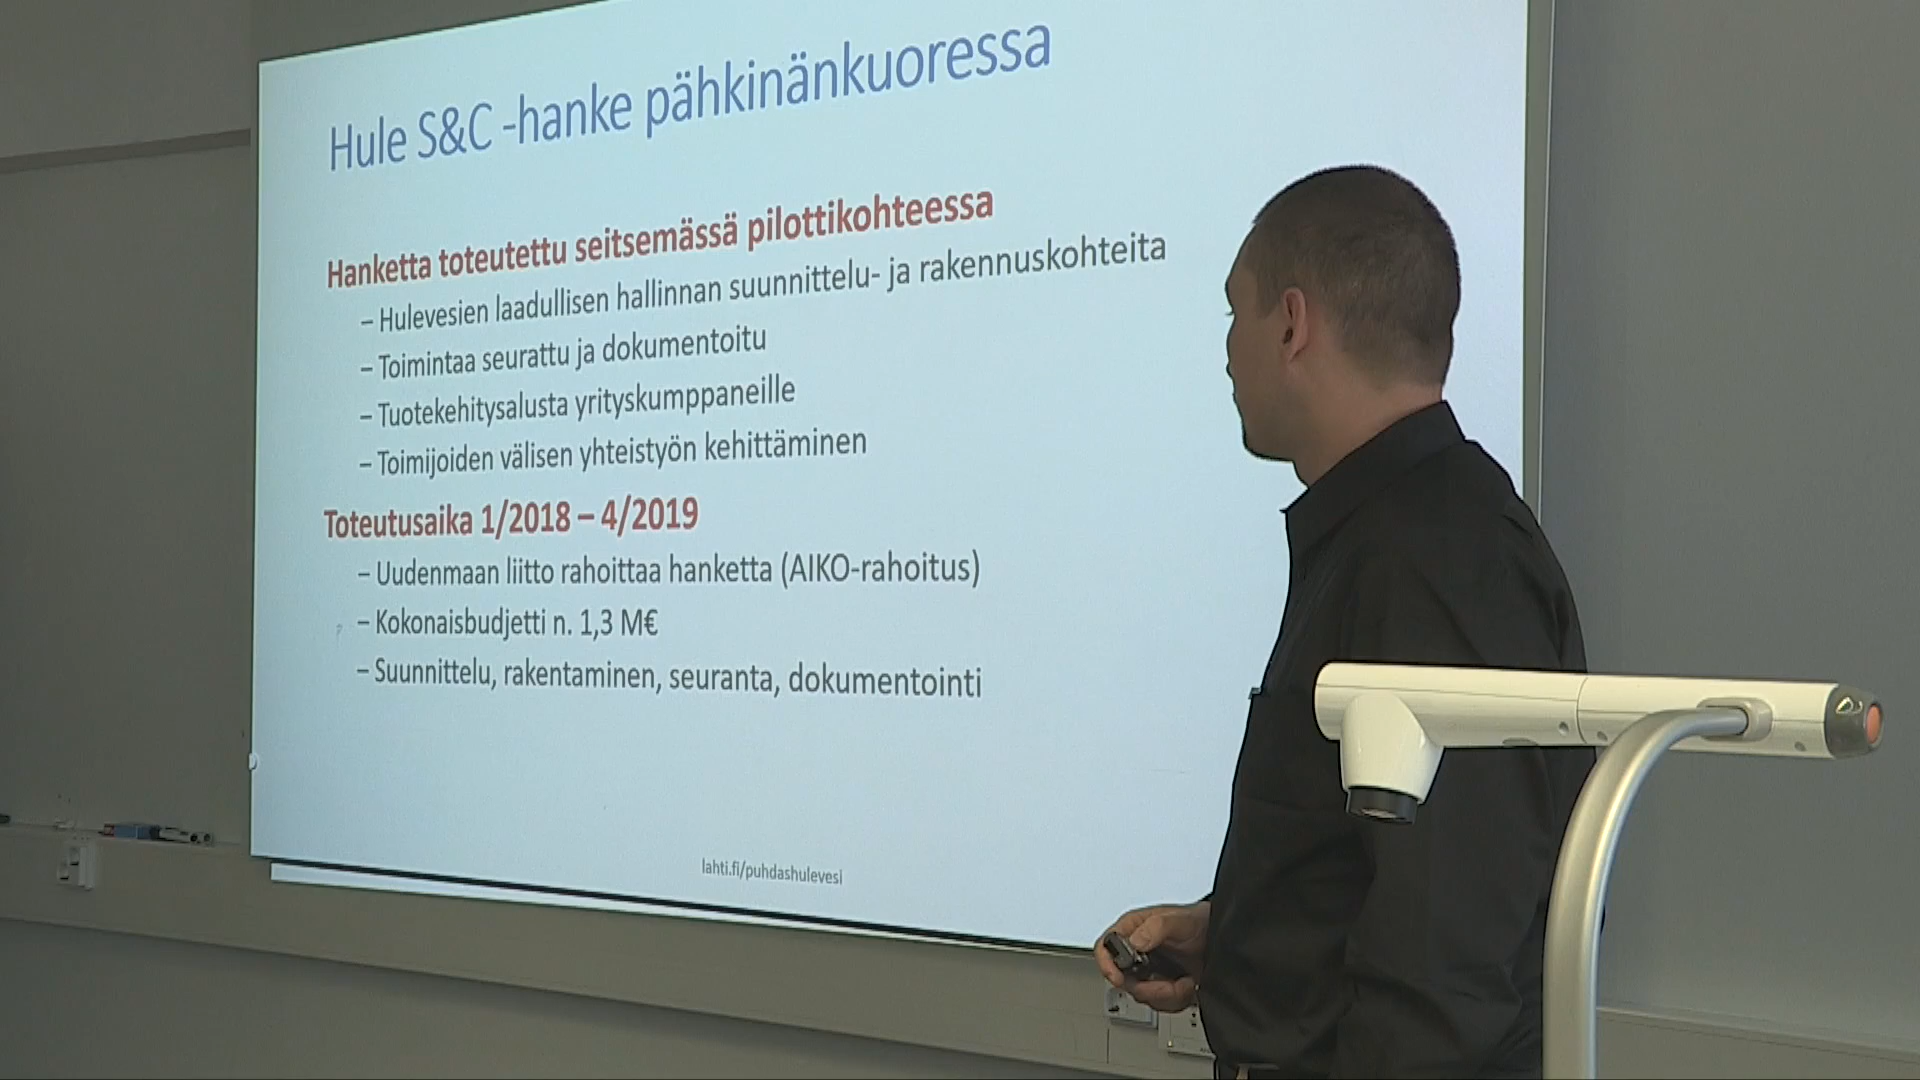 Hule S&C -hanke pähkinänkuoressa
Hanketta toteutettu seitsemässä pilottikohteessa
– Hulevesien laadullisen hallinnan suunnittelu- ja rakennuskohteita
– Toimintaa seurattu ja dokumentoitu
– Tuotekehitysalusta yrityskumppaneille
– Toimijoiden välisen yhteistyön kehittäminen
Toteutusaika 1/2018 – 4/2019
– Uudenmaan liitto rahoittaa hanketta (AIKO-rahoitus)
– Kokonaisbudjetti n. 1,3 M€
– Suunnittelu, rakentaminen, seuranta, dokumentointi
lahti.fi/puhdashulevesi